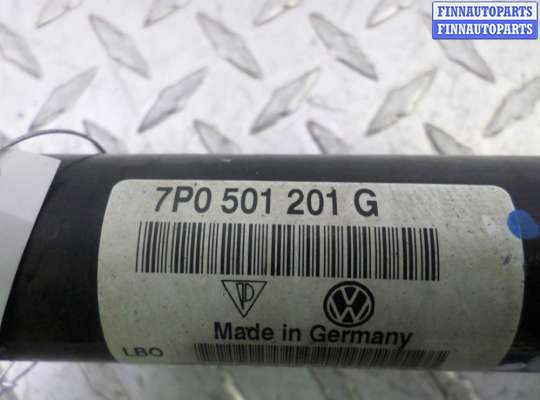 FINNAUTOPARTS
FINNAUTOPARTS
7P0 501 201 G
Made in Germany
LBO